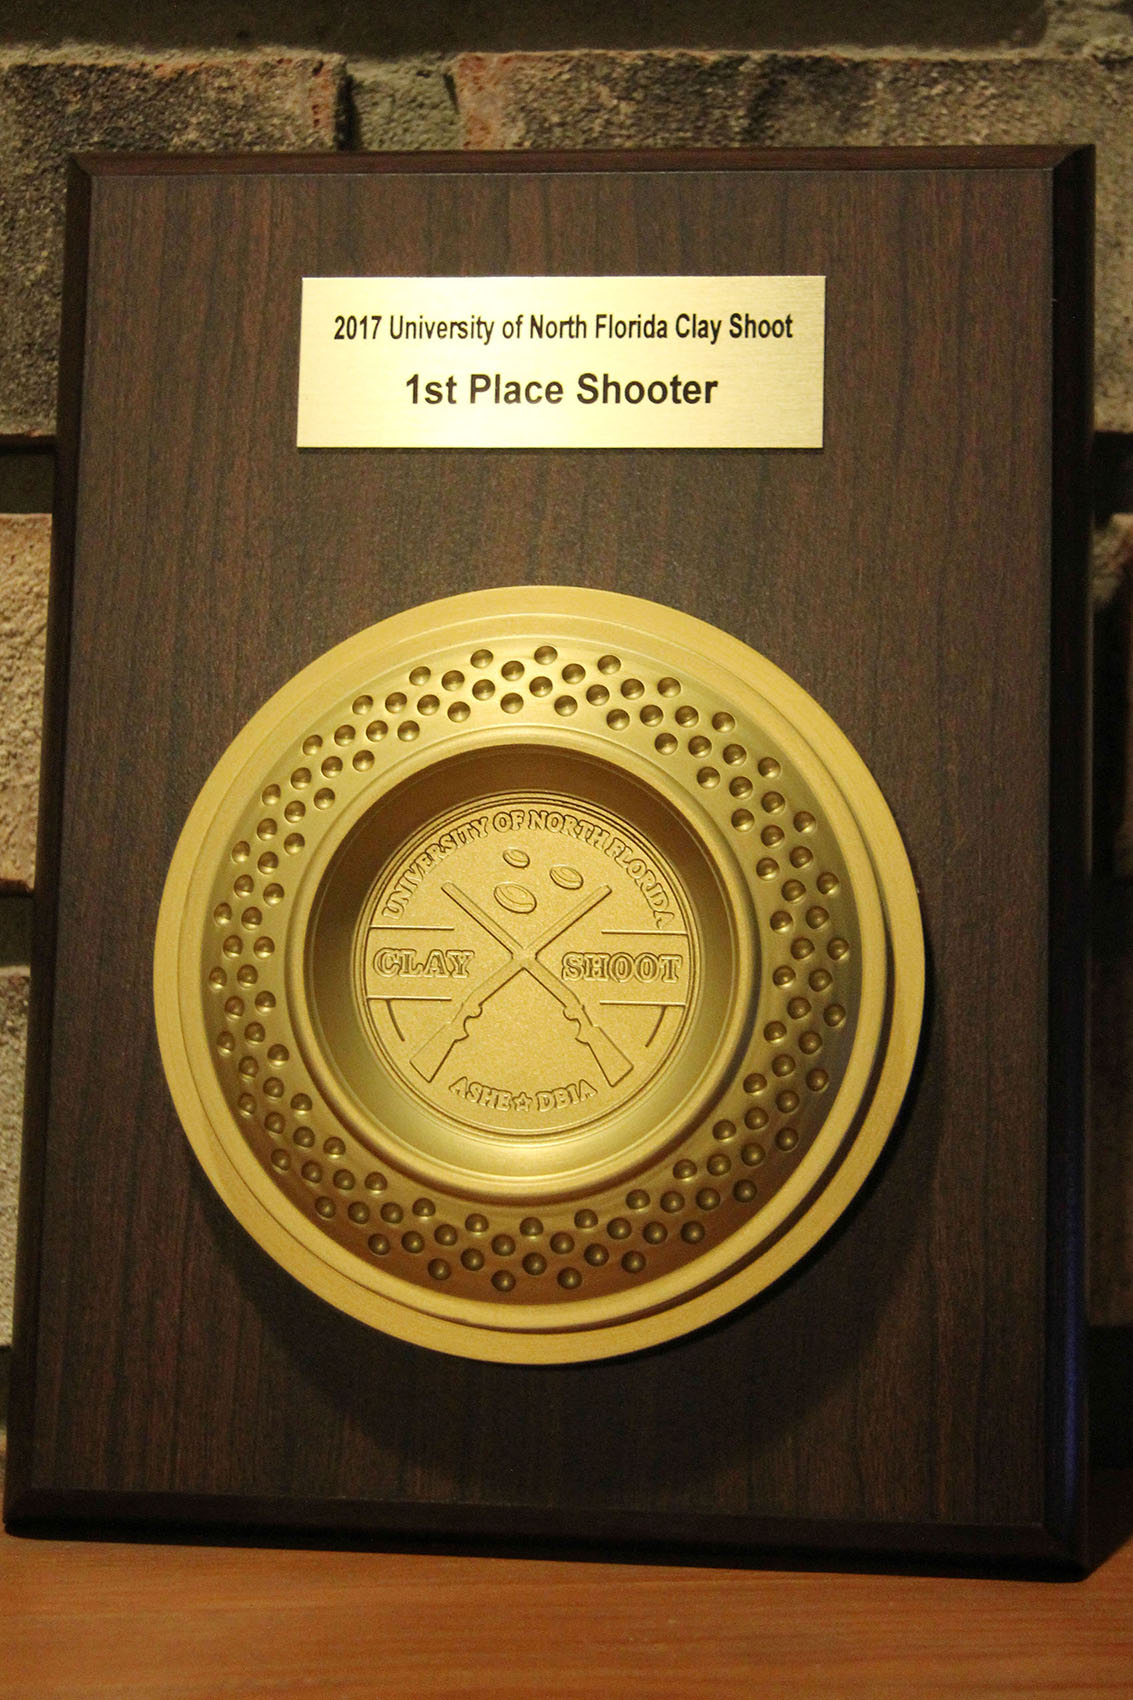 2017 University of North Florida Clay Shoot
1st Place Shooter
UNIVERSITY OF NORTH FLORIDA
CLAY SHOOT
ASHE☆DBIA